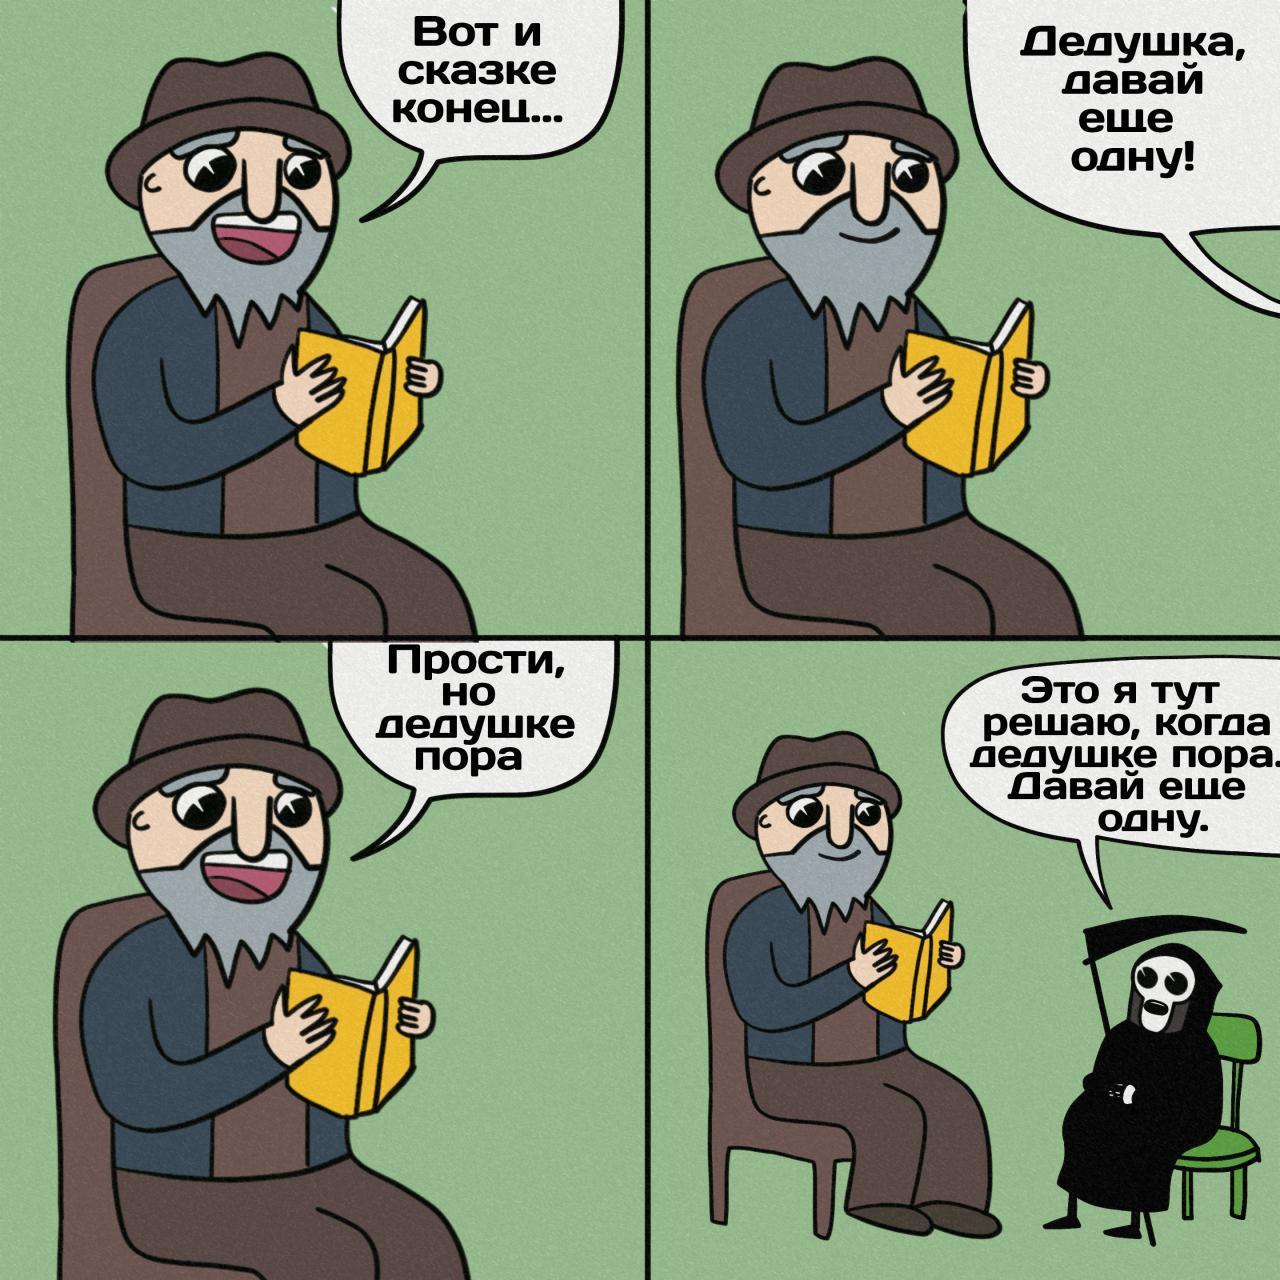 Вот и
сказке
конец...
Дедушка,
давай
еще
одну!
Прости,
но
дедушке
пора
Это я тут
решаю, когда
дедушке пора.
Давай еще
одну.